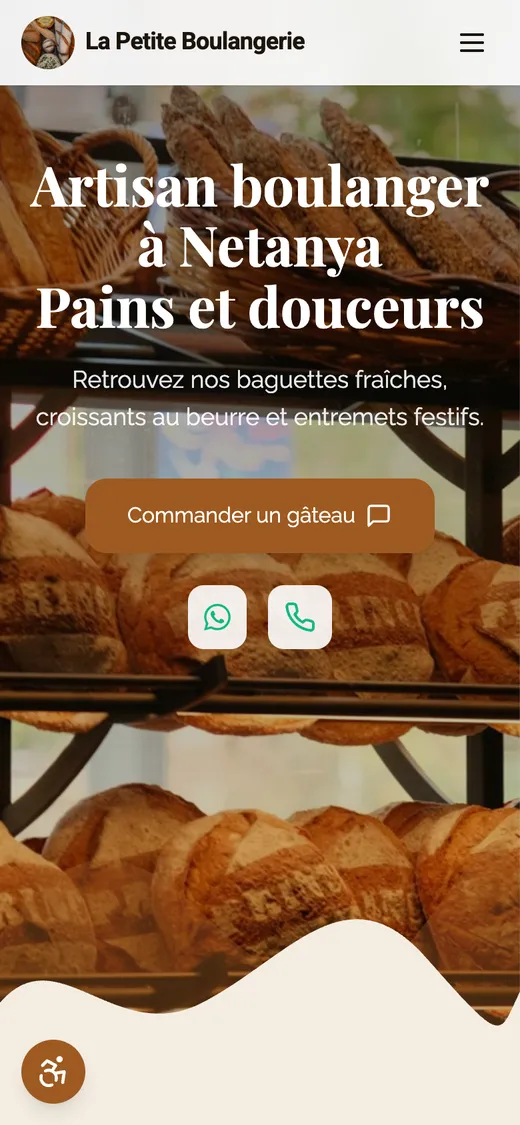 La Petite Boulangerie
Artisan boulanger
à Netanya
Pains et douceurs
Retrouvez nos baguettes fraîches,
croissants au beurre et entremets festifs.
Commander un gâteau